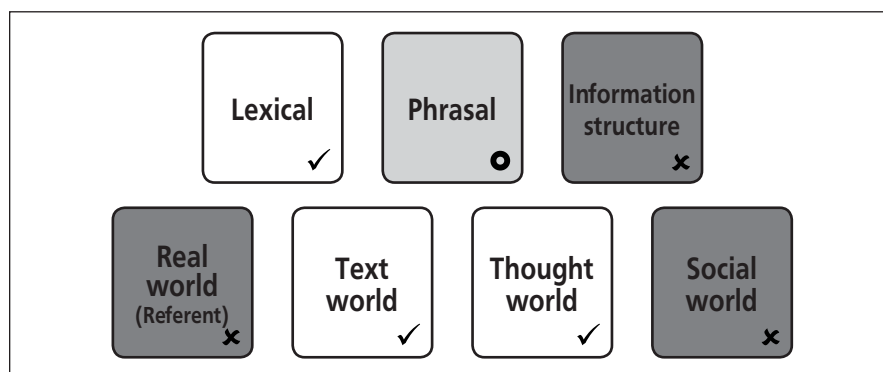 Lexical
Phrasal
Information
structure
Real
world
(Referent)
Text
world
Thought
world
Social
world